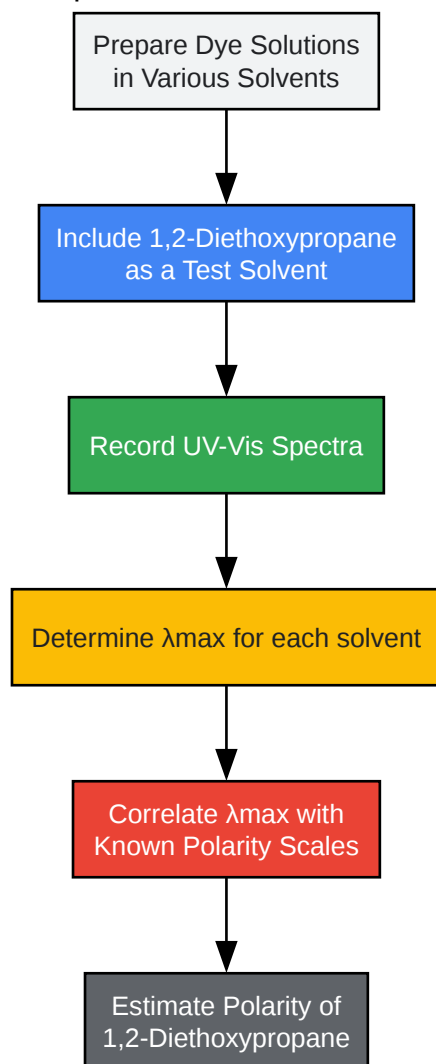 Prepare Dye Solutions
in Various Solvents
Include 1,2-Diethoxypropane
as a Test Solvent
Record UV-Vis Spectra
Determine λmax for each solvent
Correlate λmax with
Known Polarity Scales
Estimate Polarity of
1,2-Diethoxypropane